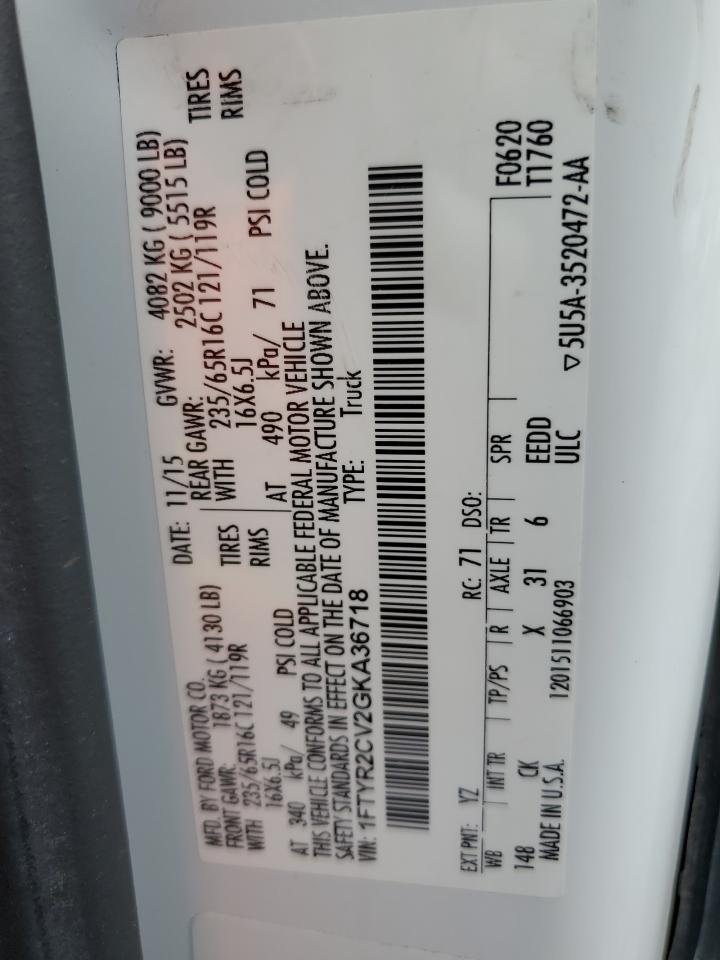 MFD. BY FORD MOTOR CO. DATE: 11/15 GVWR: 4082 KG ( 9000 LB)
FRONT GAWR: 1873 KG ( 4130 LB) REAR GAWR: 2502 KG ( 5515 LB)
WITH 235/65R16C 121/119R TIRES WITH 235/65R16C 121/119R TIRES
16X6.5J RIMS 16X6.5J RIMS
AT 340 kPa/ 49 PSI COLD AT 490 kPa/ 71 PSI COLD
THIS VEHICLE CONFORMS TO ALL APPLICABLE FEDERAL MOTOR VEHICLE
SAFETY STANDARDS IN EFFECT ON THE DATE OF MANUFACTURE SHOWN ABOVE.
VIN: 1FTYR2CV2GKA36718 TYPE: Truck
EXT PNT: YZ RC: 71 DSO: F0620
WB INT TR TP/PS R AXLE TR SPR T1760
148 CK X 31 6 EEDD
MADE IN U.S.A. 1201511066903 ULC ▽5U5A-3520472-AA